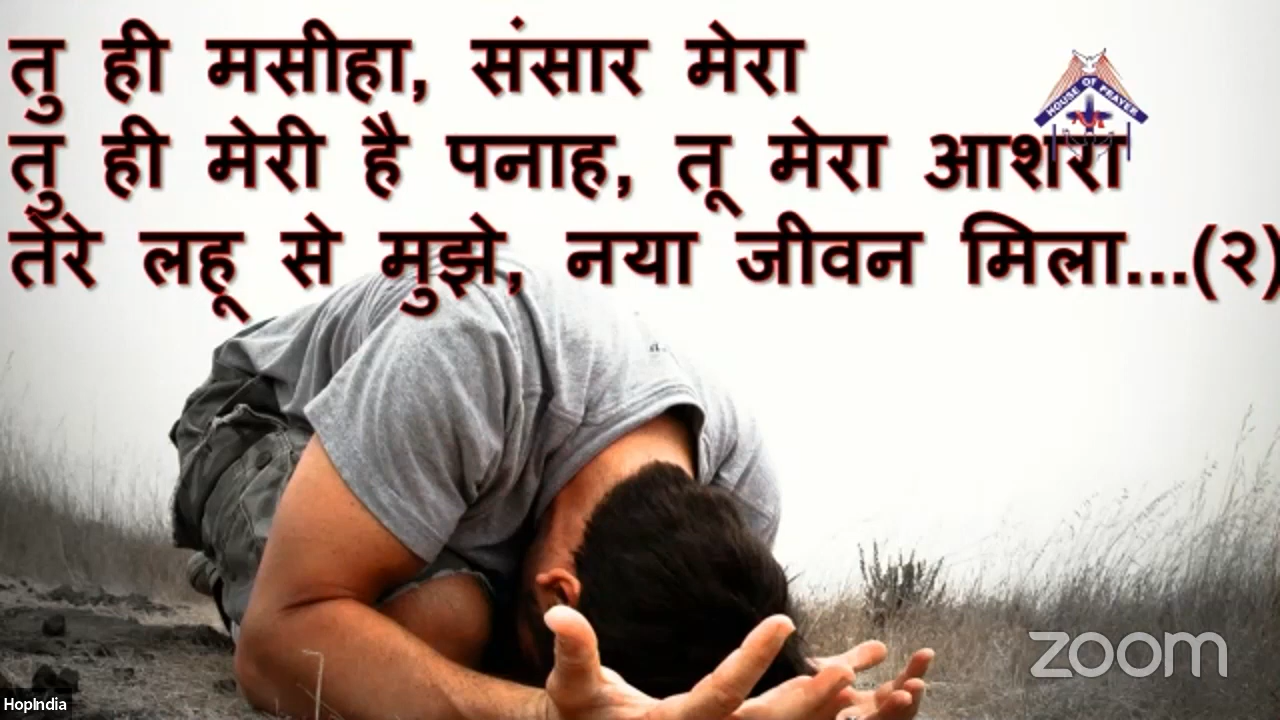 तु ही मसीहा, संसार मेरा
तु ही मेरी है पनाह, तू मेरा आशरा
तेरे लहू से मुझे, नया जीवन मिला...(२)
HOUSE OF PRAYER
zoom
HopIndia